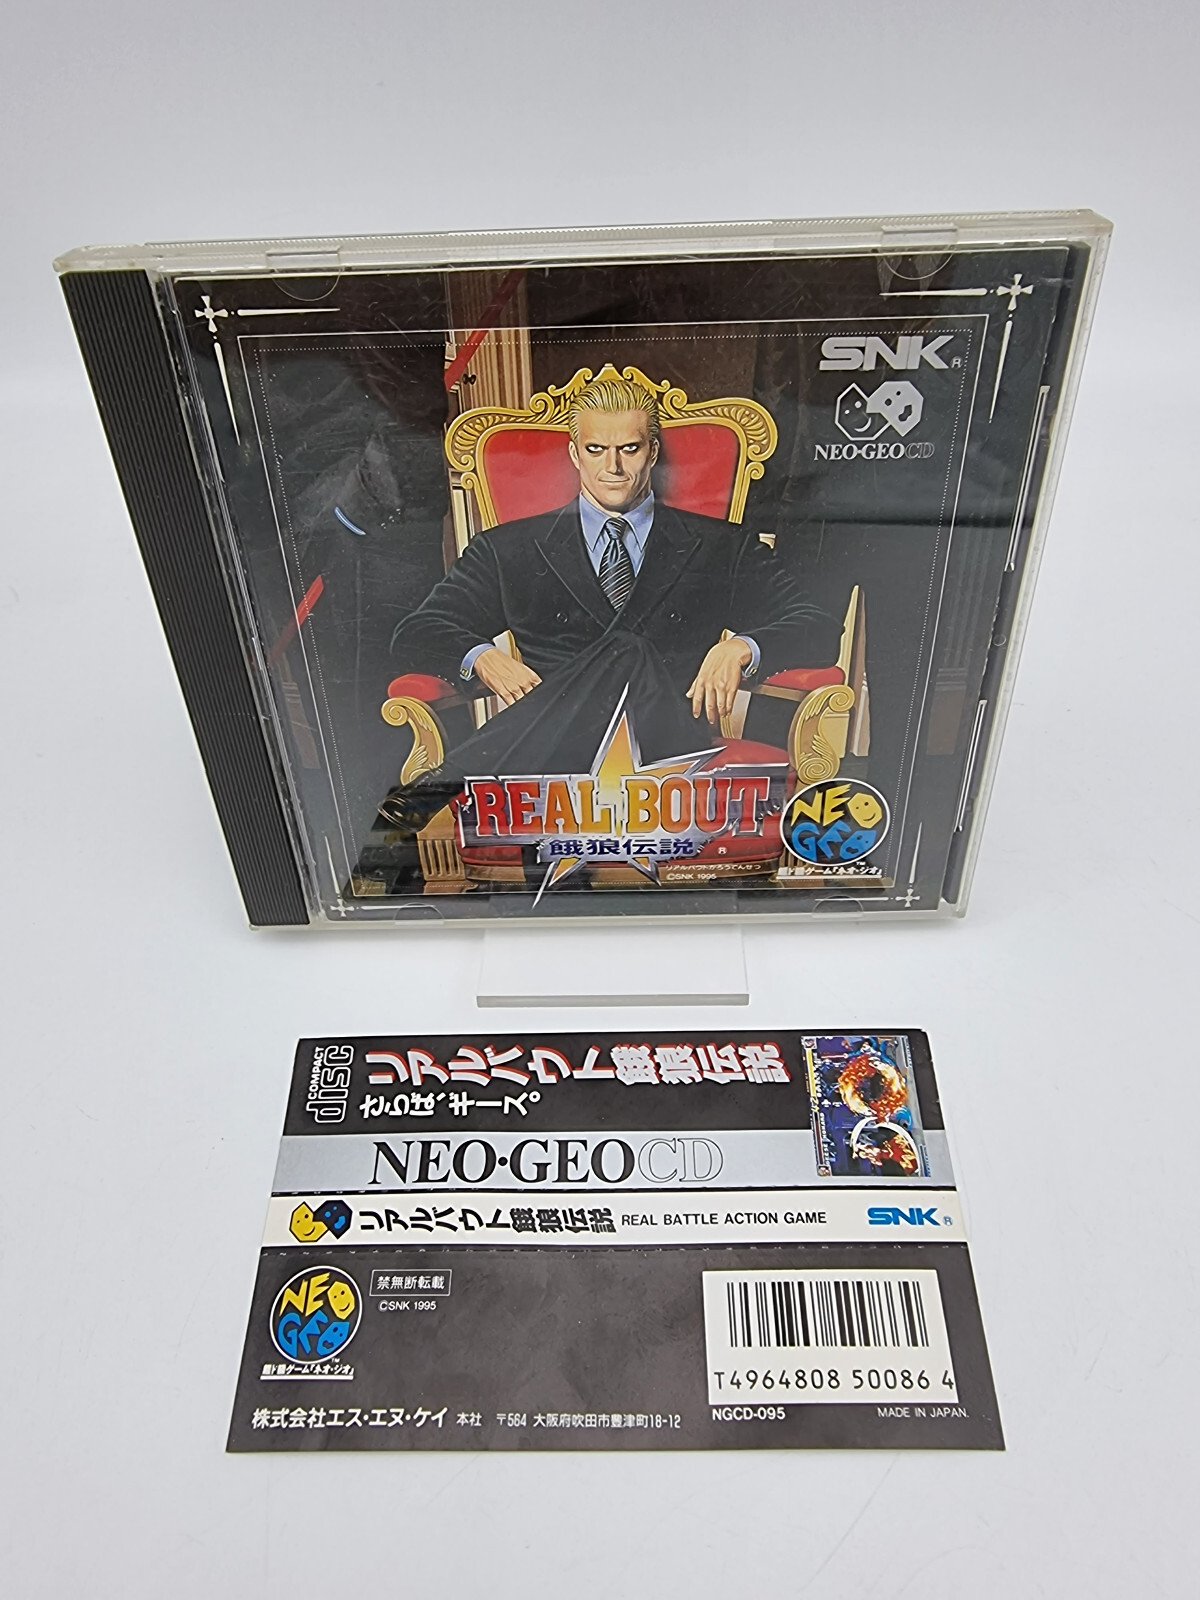 SNK®
NEO•GEO CD
REAL BOUT
餓狼伝説 ®
リアルバウトがろうでんせつ
©SNK 1995
NEO
GEO
TM
COMPACT
disc
リアルバウト餓狼伝説
さらば、ギース。
NEO•GEO CD
リアルバウト餓狼伝説 REAL BATTLE ACTION GAME SNK®
NEO
GEO
TM
禁無断転載
©SNK 1995
T4964808 50086 4
株式会社エス・エヌ・ケイ 本社 〒564 大阪府吹田市豊津町18-12
NGCD-095
MADE IN JAPAN.